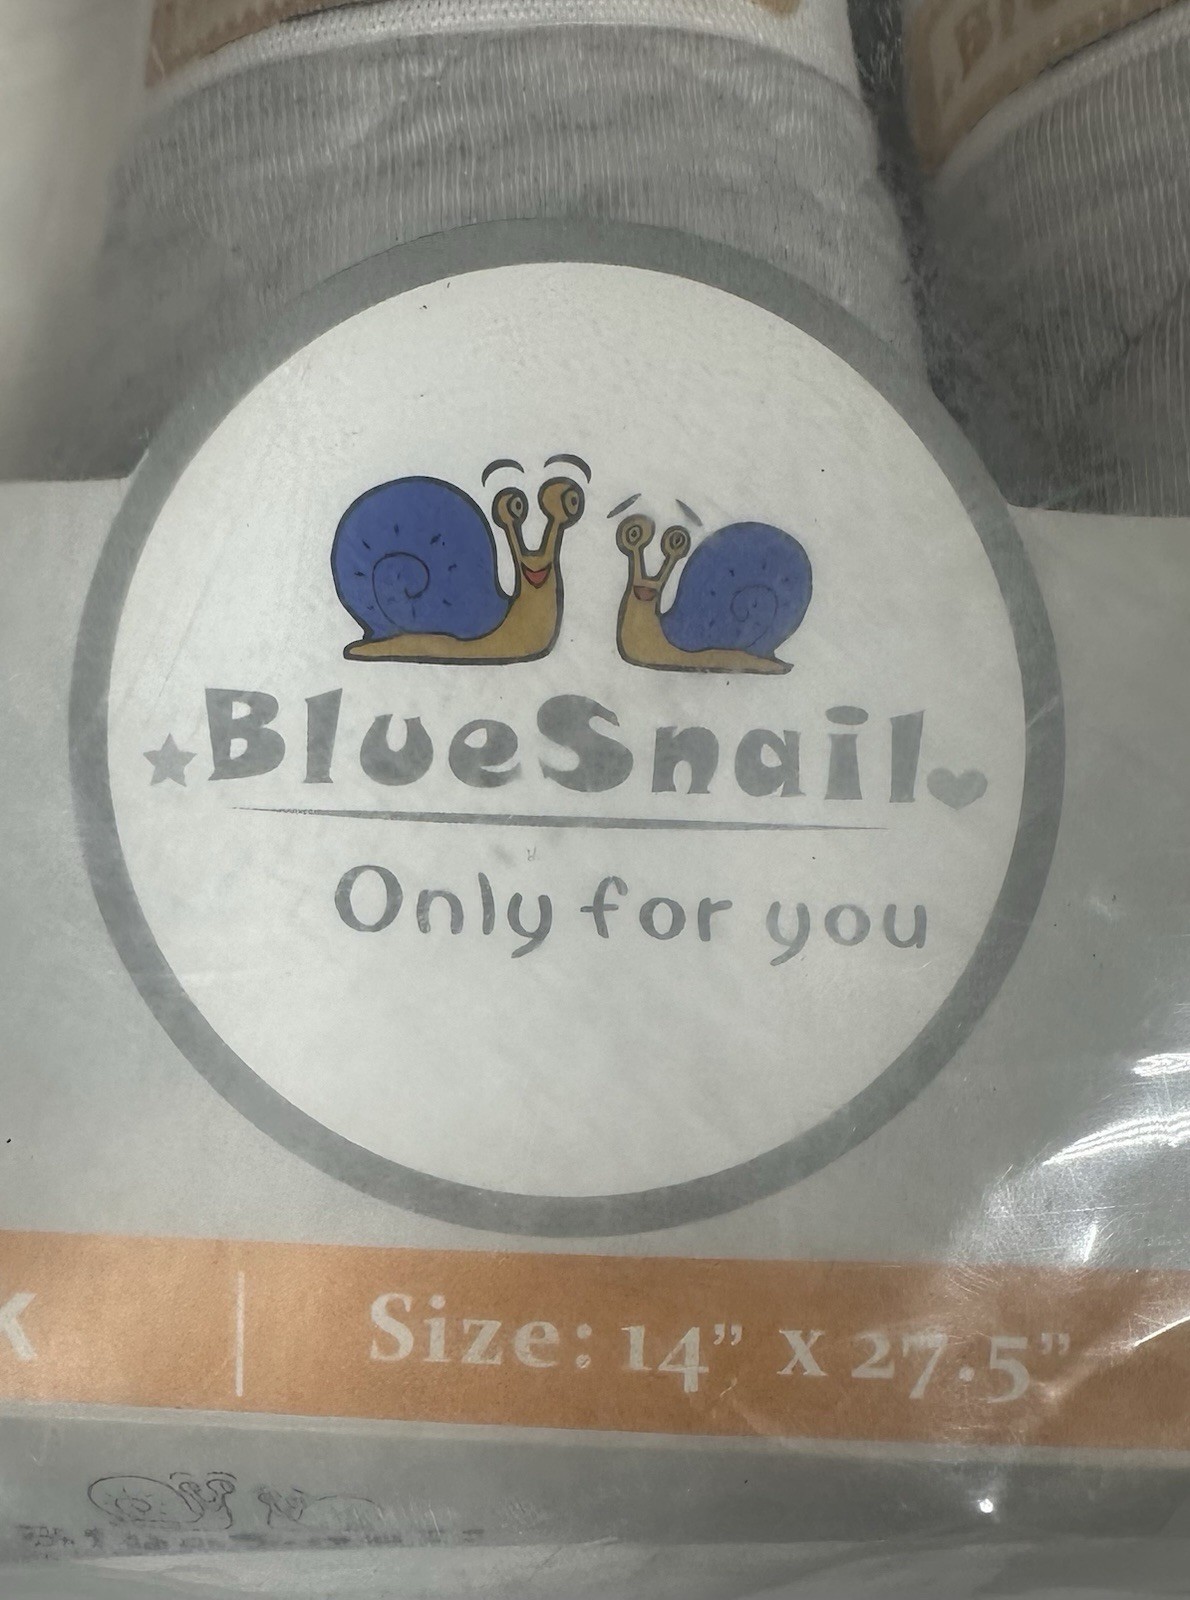 BlueSnail
Only for you
Size: 14" x 27.5"